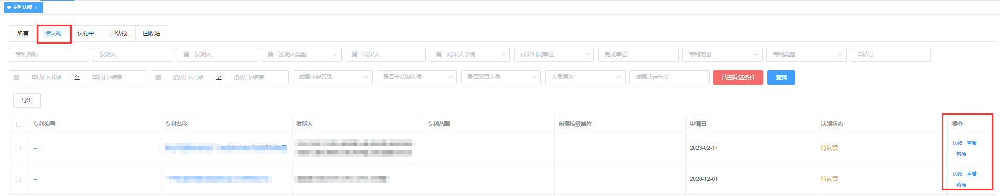 专利认领 ×
所有 待认领 认领中 已认领 回收站
专利名称 发明人 第一发明人 第一发明人类型 第一成果人 第一成果人学院 成果归属单位 完成单位 专利范围 专利类型 申请号
申请日-开始 至 申请日-结束 授权日-开始 至 授权日-结束 成果认定等级 是否年薪制人员 是否双百人员 人员层次 成果认定年度 清空筛选条件 查询
导出
专利编号 专利名称 发明人 专利范围 所属校级单位 申请日 认领状态 操作
-- 2023-02-17 待认领 认领 查看
移除
-- 2020-12-01 待认领 认领 查看
移除